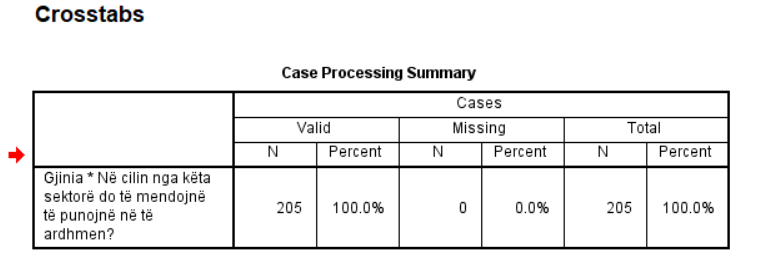 Crosstabs
Case Processing Summary
Cases
Valid Missing Total
N Percent N Percent N Percent
Gjinia * Në cilin nga këta
sektorë do të mendojnë
të punojnë në të
ardhmen?
205 100.0% 0 0.0% 205 100.0%